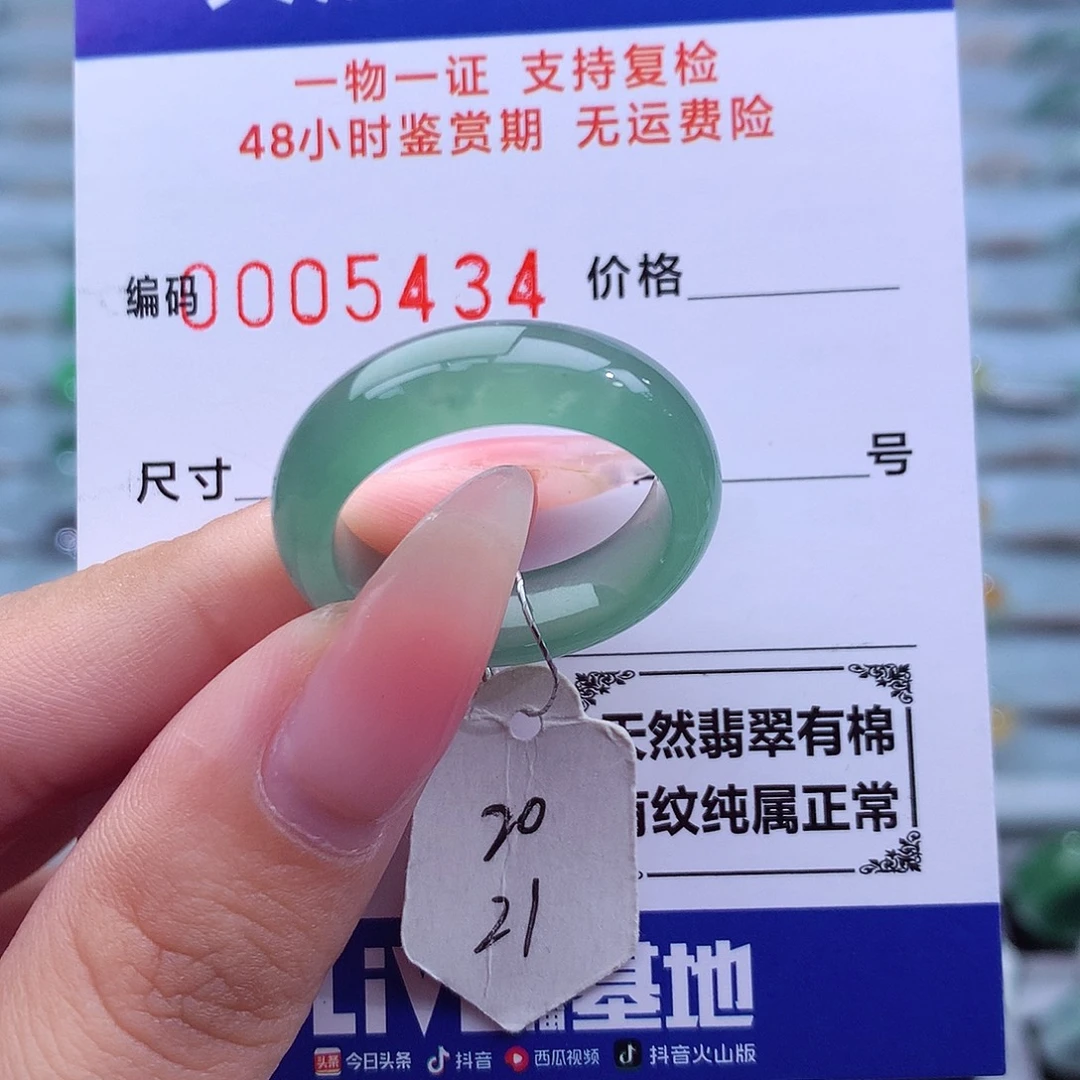 一物一证 支持复检
48小时鉴赏期 无运费险
编码0005434 价格
尺寸 号
天然翡翠有棉
有纹纯属正常
20
21
LiVE 基地
今日头条 抖音 西瓜视频 抖音火山版